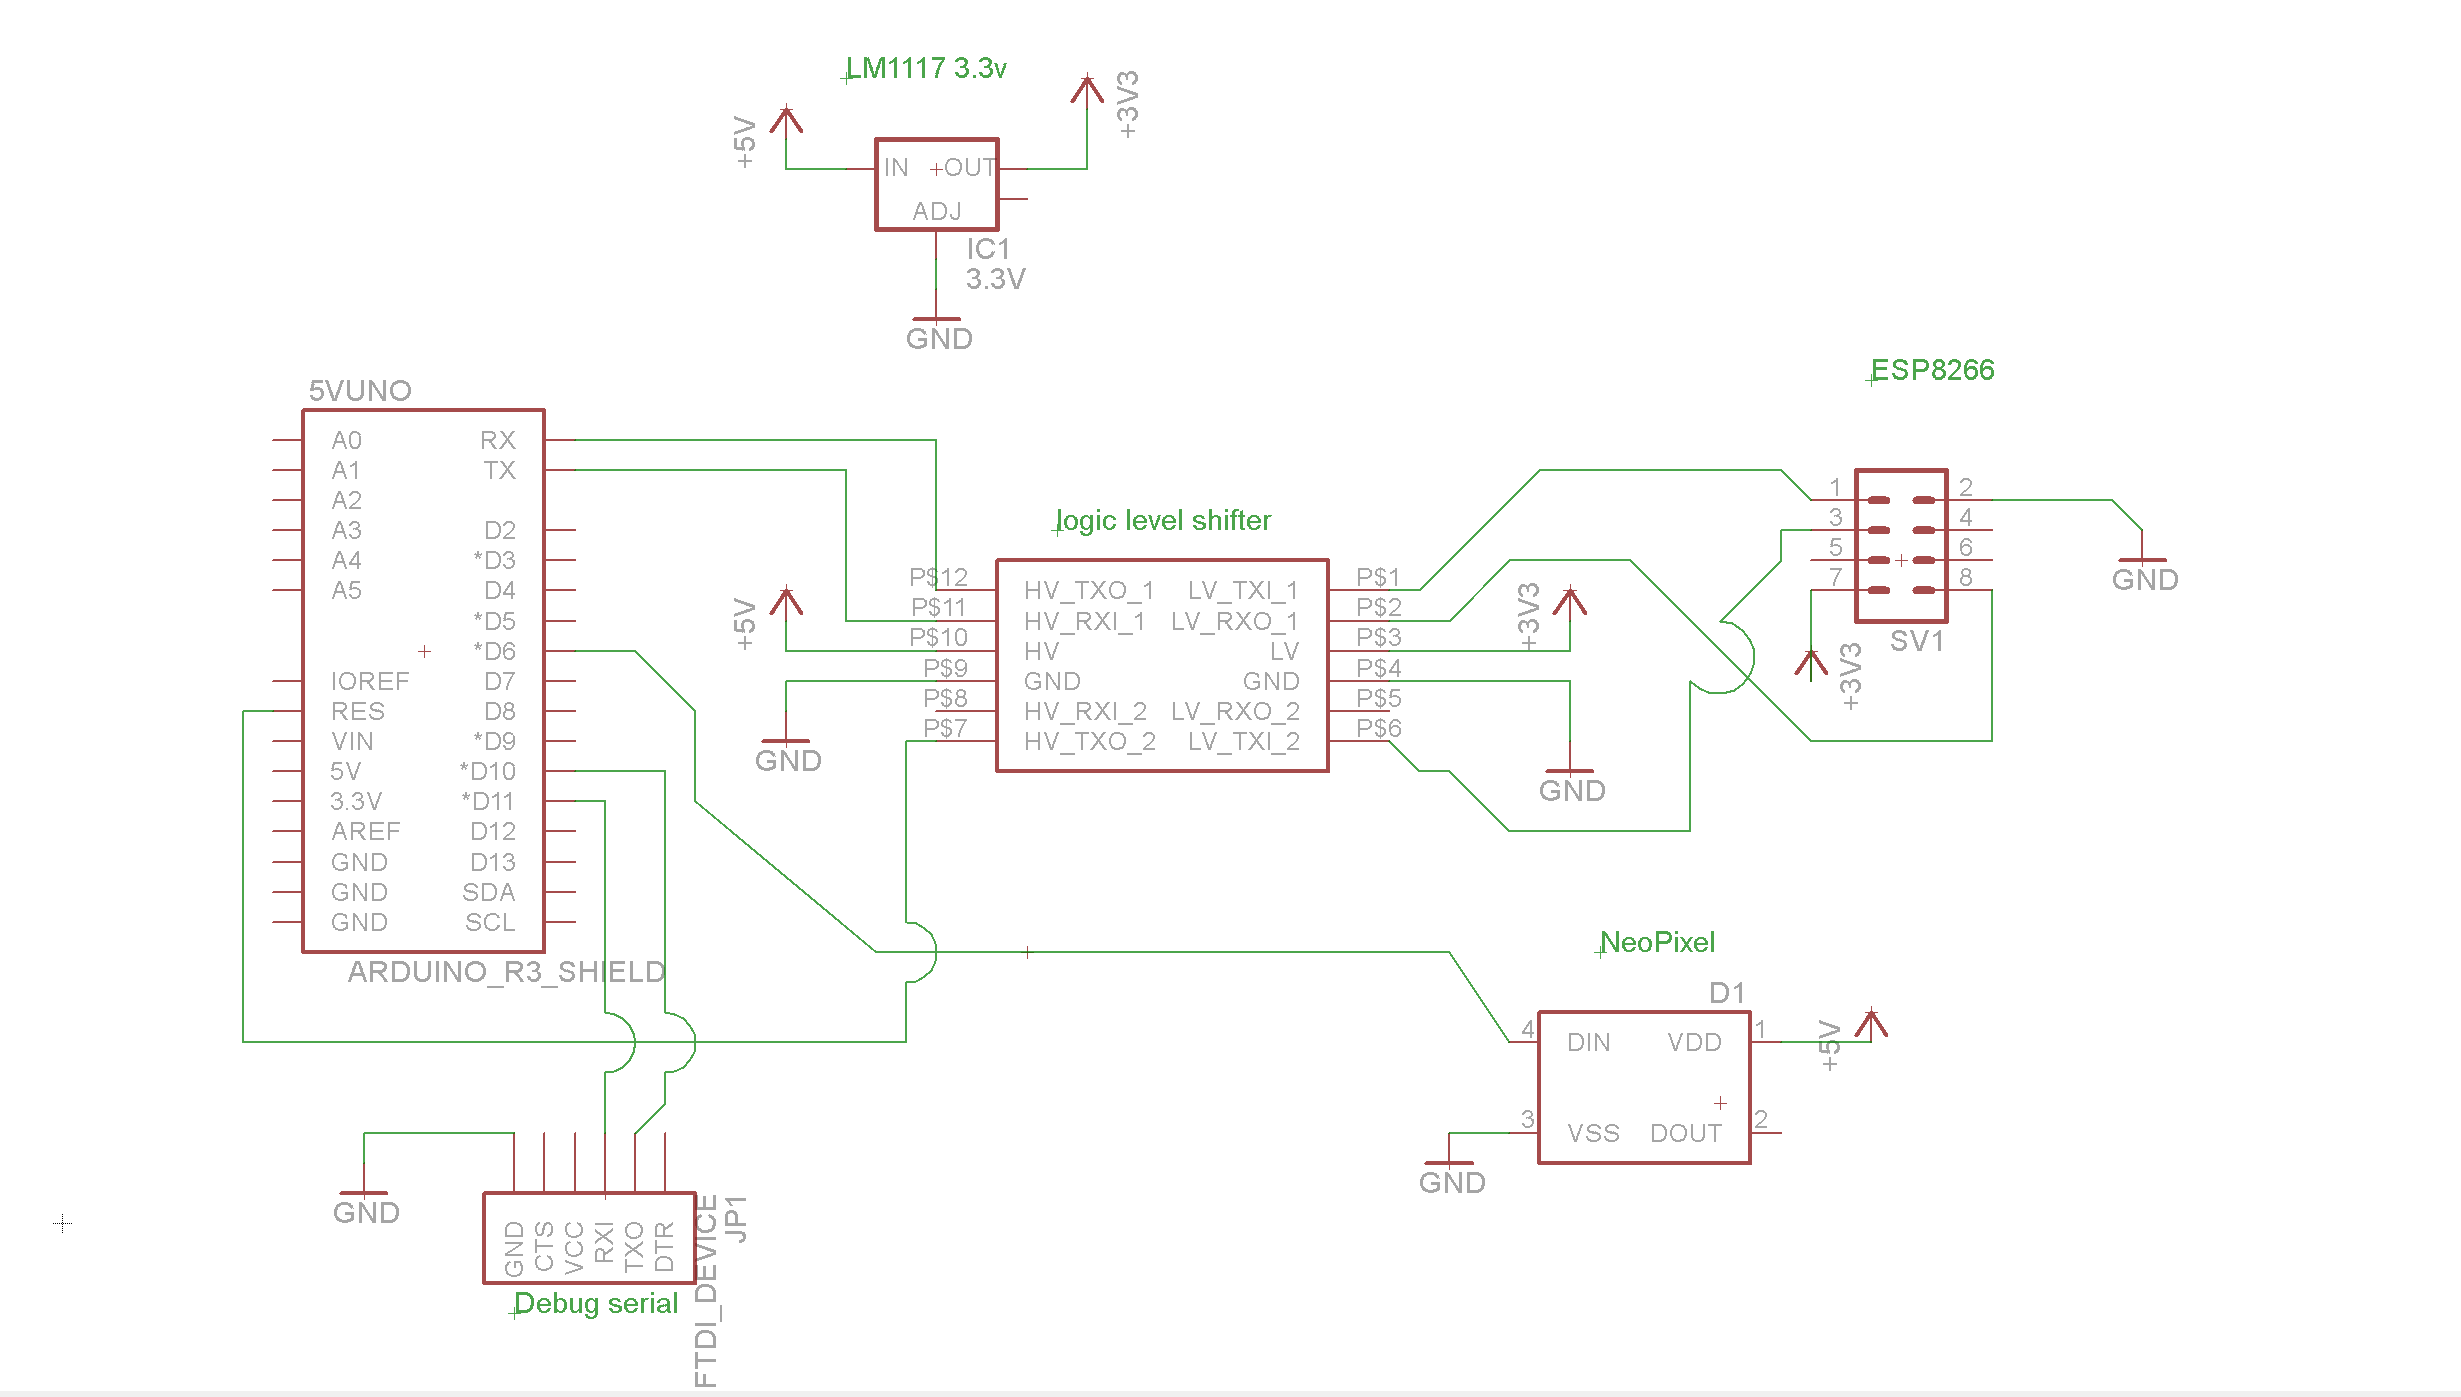 LM1117 3.3v
+5V
+3V3
IN
OUT
ADJ
IC1
3.3V
GND
5VUNO
A0 RX
A1 TX
A2
A3 D2
A4 *D3
A5 D4
*D5
*D6
IOREF D7
RES D8
VIN *D9
5V *D10
3.3V *D11
AREF D12
GND D13
GND SDA
GND SCL
ARDUINO_R3_SHIELD
logic level shifter
P$12 HV_TXO_1 LV_TXI_1 P$1
P$11 HV_RXI_1 LV_RXO_1 P$2
P$10 HV LV P$3
P$9 GND GND P$4
P$8 HV_RXI_2 LV_RXO_2 P$5
P$7 HV_TXO_2 LV_TXI_2 P$6
+5V
GND
+3V3
GND
ESP8266
1 2
3 4
5 6
7 8
SV1
+3V3
GND
NeoPixel
D1
4 DIN VDD 1
3 VSS DOUT 2
+5V
GND
GND
GND
CTS
VCC
RXI
TXO
DTR
FTDI_DEVICE
JP1
Debug serial